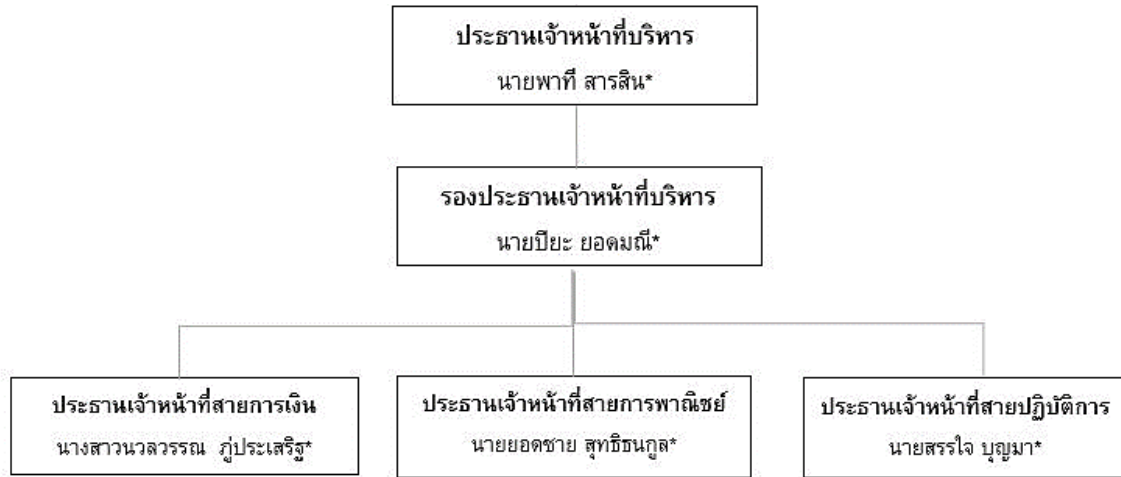 ประธานเจ้าหน้าที่บริหาร
นายพาที สารสิน*
รองประธานเจ้าหน้าที่บริหาร
นายปิยะ ยอดมณี*
ประธานเจ้าหน้าที่สายการเงิน
นางสาวนวลวรรณ ภู่ประเสริฐ*
ประธานเจ้าหน้าที่สายการพาณิชย์
นายยอดชาย สุทธิธนกูล*
ประธานเจ้าหน้าที่สายปฏิบัติการ
นายสรรใจ บุญมา*